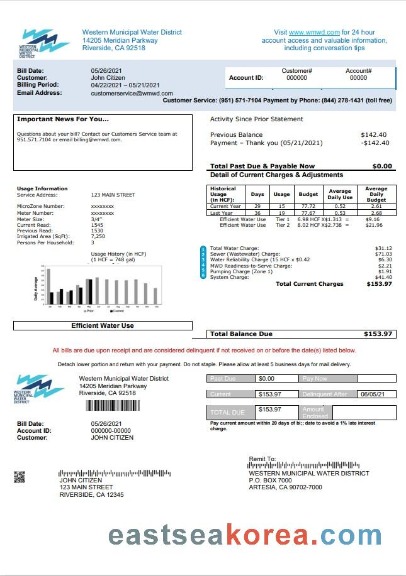 WESTERN
MUNICIPAL
WATER
DISTRICT
Western Municipal Water District
14205 Meridian Parkway
Riverside, CA 92518
Visit www.wmwd.com for 24 hour
account access and valuable information,
including conversation tips
Bill Date: 05/26/2021
Customer: John Citizen
Billing Period: 04/22/2021 - 05/21/2021
Email Address: customerservice@wmwd.com
Customer# Account#
Account ID: 000000 00000
Customer Service: (951) 571-7104 Payment by Phone: (844) 278-1431 (toll free)
Important News For You...
Questions about your bill? Contact our Customers Service team at
951.571.7104 or email billing@wmwd.com.
Activity Since Prior Statement
Previous Balance $142.40
Payment - Thank you (05/21/2021) -$142.40
Total Past Due & Payable Now $0.00
Detail of Current Charges & Adjustments
Usage Information
Service Address: 123 MAIN STREET
MicroZone Number: xxxxxxxx
Meter Number: xxxxxxxx
Meter Size: 3/4"
Current Read: 1545
Previous Read: 1530
Irrigated Area (SqFt): 7,250
Persons Per Household: 3
Historical Usage (in HCF): Days Usage Budget Average Daily Use Average Daily Budget
Current Year 29 15 77.72 0.52 2.61
Last Year 36 19 77.67 0.53 2.68
Efficient Water Use Tier 1 6.98 HCF X$1.313 = $9.16
Efficient Water Use Tier 2 8.02 HCF X$2.738 = $21.96
Usage History (in HCF)
(1 HCF = 748 gal)
Daily Average
Total Water Charge: $31.12
Sewer (Wastewater) Charge: $71.03
Water Reliability Charge (15 HCF x $0.42 $6.30
MWD Readiness-to-Serve Charge: $2.21
Pumping Charge (Zone 1) $1.91
System Charge: $41.40
$153.97
Efficient Water Use
Total Balance Due $153.97
All bills are due upon receipt and are considered delinquent if not received on or before the date(s) listed below.
Detach lower portion and return with payment. Do not staple. Please allow at least 5 business days for mail delivery.
WESTERN
MUNICIPAL
WATER
DISTRICT
Western Municipal Water District
14205 Meridian Parkway
Riverside, CA 92518
Past Due $0.00 Pay Now
Current $153.97 Delinquent After 06/05/21
TOTAL DUE $153.97 Amount Enclosed
Pay current amount within 20 days of bill date to avoid a 1% late interest
charge.
Bill Date: 05/26/2021
Account ID: 000000-00000
Customer: JOHN CITIZEN
JOHN CITIZEN
123 MAIN STREET
RIVERSIDE, CA 12345
Remit To:
WESTERN MUNICIPAL WATER DISTRICT
P.O. BOX 7000
ARTESIA, CA 90702-7000
eastseakorea.com